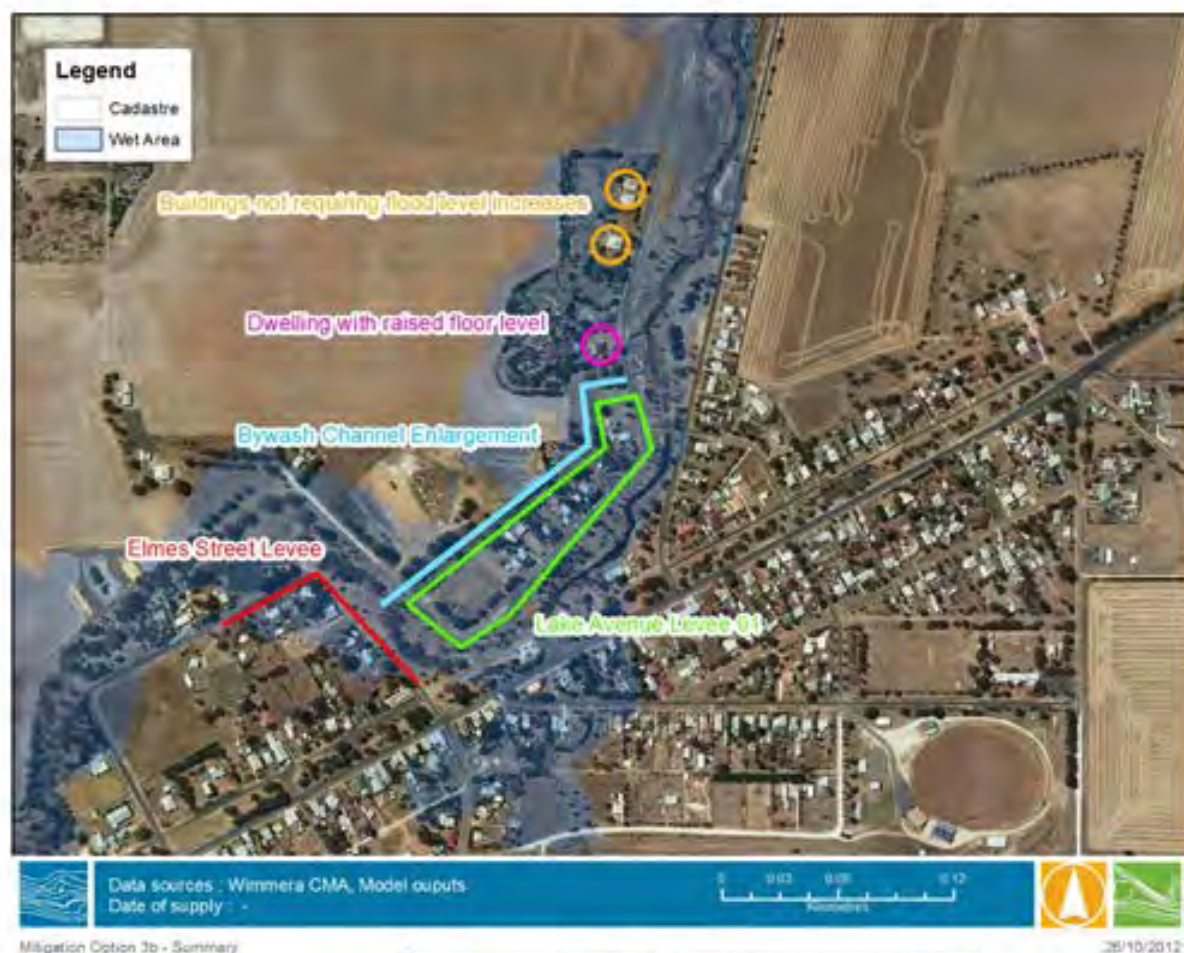 Legend
Cadastre
Wet Area
Buildings not requiring flood level increases
Dwelling with raised floor level
Bywash Channel Enlargement
Elmes Street Levee
Lake Avenue Levee 01
Data sources : Wimmera CMA, Model ouputs
Date of supply : -
0
Kilometres
Mitigation Option 3b - Summary
26/10/2012